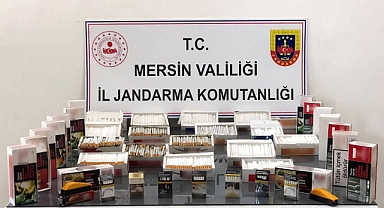 T.C.
MERSİN VALİLİĞİ
İL JANDARMA KOMUTANLIĞI